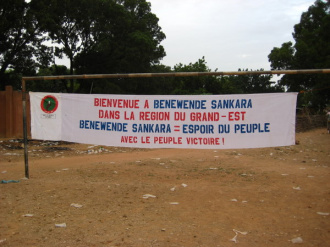 BIENVENUE A BENEWENDE SANKARA
DANS LA REGION DU GRAND - EST
BENEWENDE SANKARA = ESPOIR DU PEUPLE
AVEC LE PEUPLE VICTOIRE !